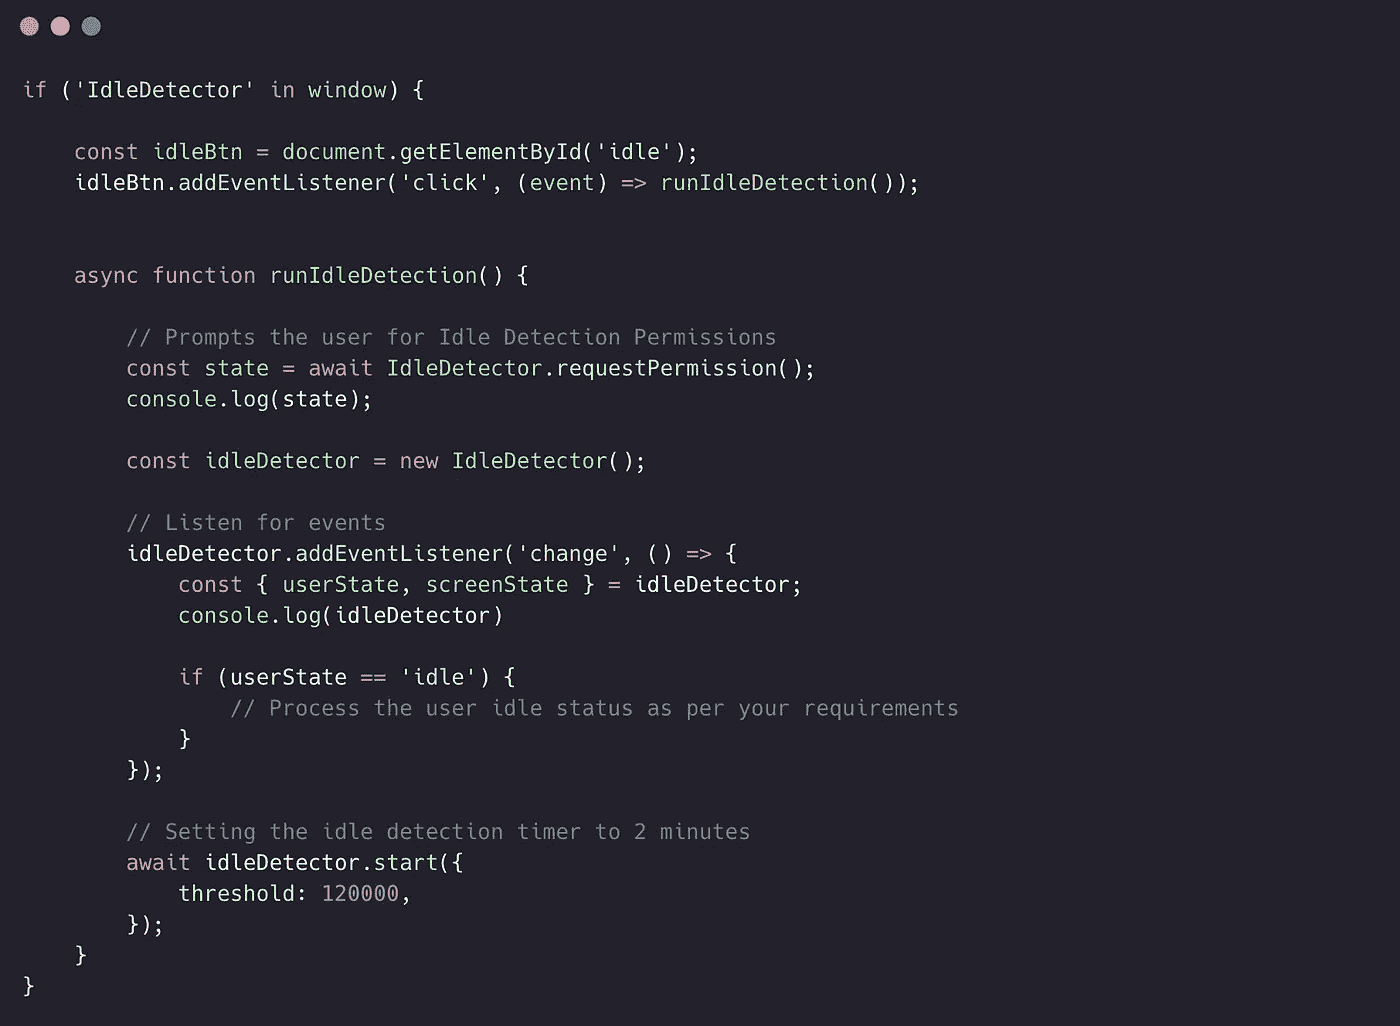 if ('IdleDetector' in window) {
const idleBtn = document.getElementById('idle');
idleBtn.addEventListener('click', (event) => runIdleDetection());
async function runIdleDetection() {
// Prompts the user for Idle Detection Permissions
const state = await IdleDetector.requestPermission();
console.log(state);
const idleDetector = new IdleDetector();
// Listen for events
idleDetector.addEventListener('change', () => {
const { userState, screenState } = idleDetector;
console.log(idleDetector)
if (userState == 'idle') {
// Process the user idle status as per your requirements
}
});
// Setting the idle detection timer to 2 minutes
await idleDetector.start({
threshold: 120000,
});
}
}